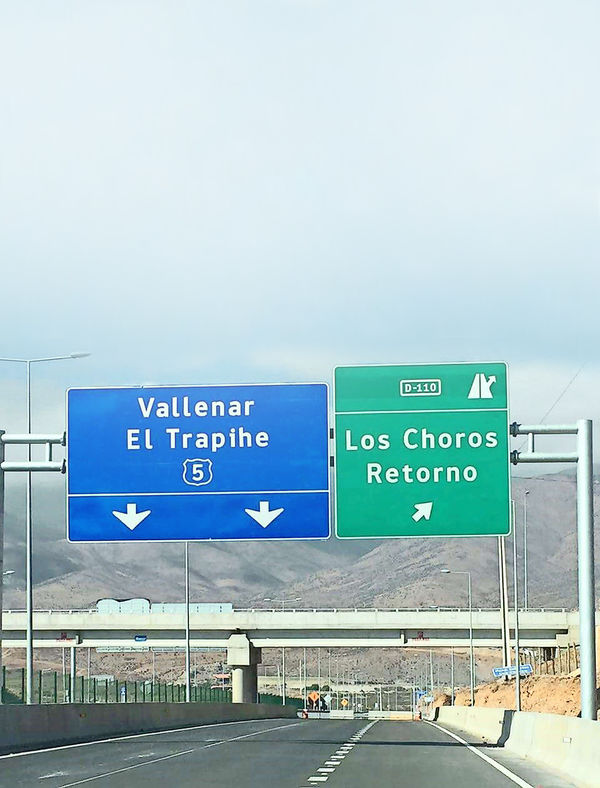 Vallenar
El Trapihe
5
D-110
Los Choros
Retorno